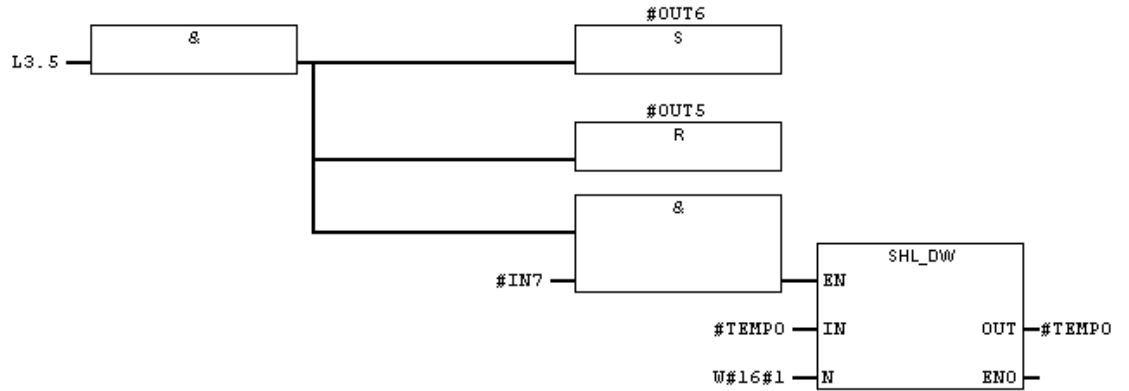 #OUT6
& S
L3.5
#OUT5
R
&
SHL_DW
#IN7 EN
#TEMP0 IN OUT #TEMP0
W#16#1 N ENO